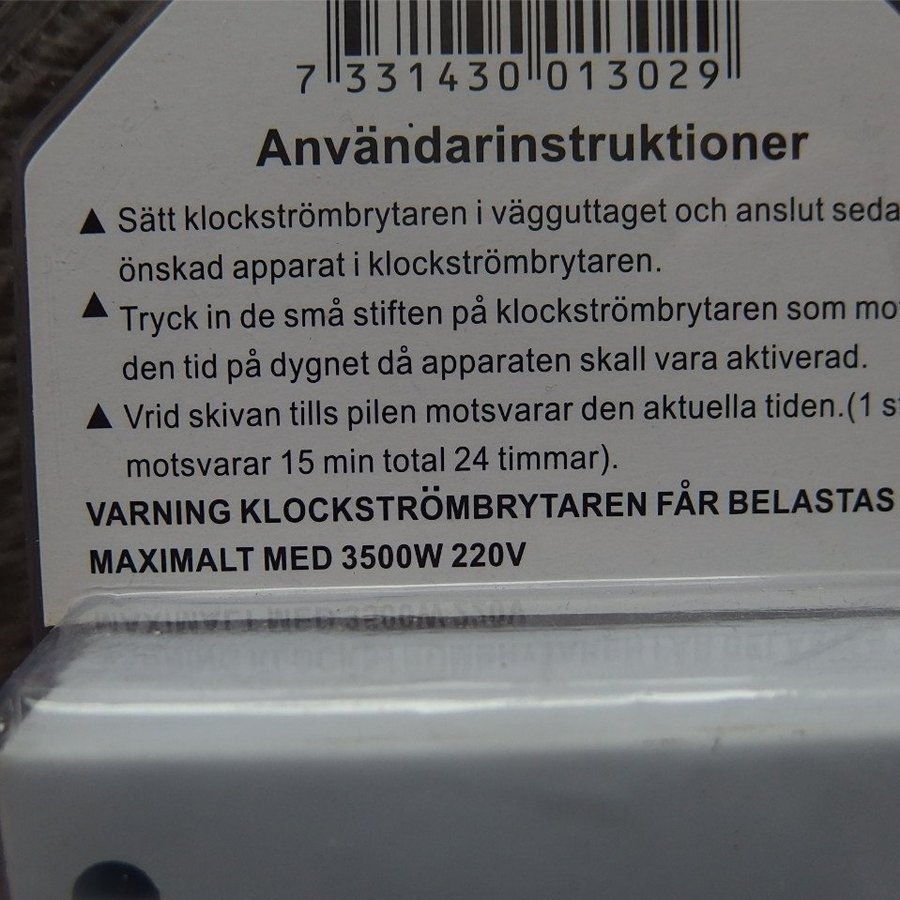 7 331430 013029
Användarinstruktioner
▲ Sätt klockströmbrytaren i vägguttaget och anslut seda
önskad apparat i klockströmbrytaren.
▲ Tryck in de små stiften på klockströmbrytaren som mo
den tid på dygnet då apparaten skall vara aktiverad.
▲ Vrid skivan tills pilen motsvarar den aktuella tiden.(1 s
motsvarar 15 min total 24 timmar).
VARNING KLOCKSTRÖMBRYTAREN FÅR BELASTAS
MAXIMALT MED 3500W 220V